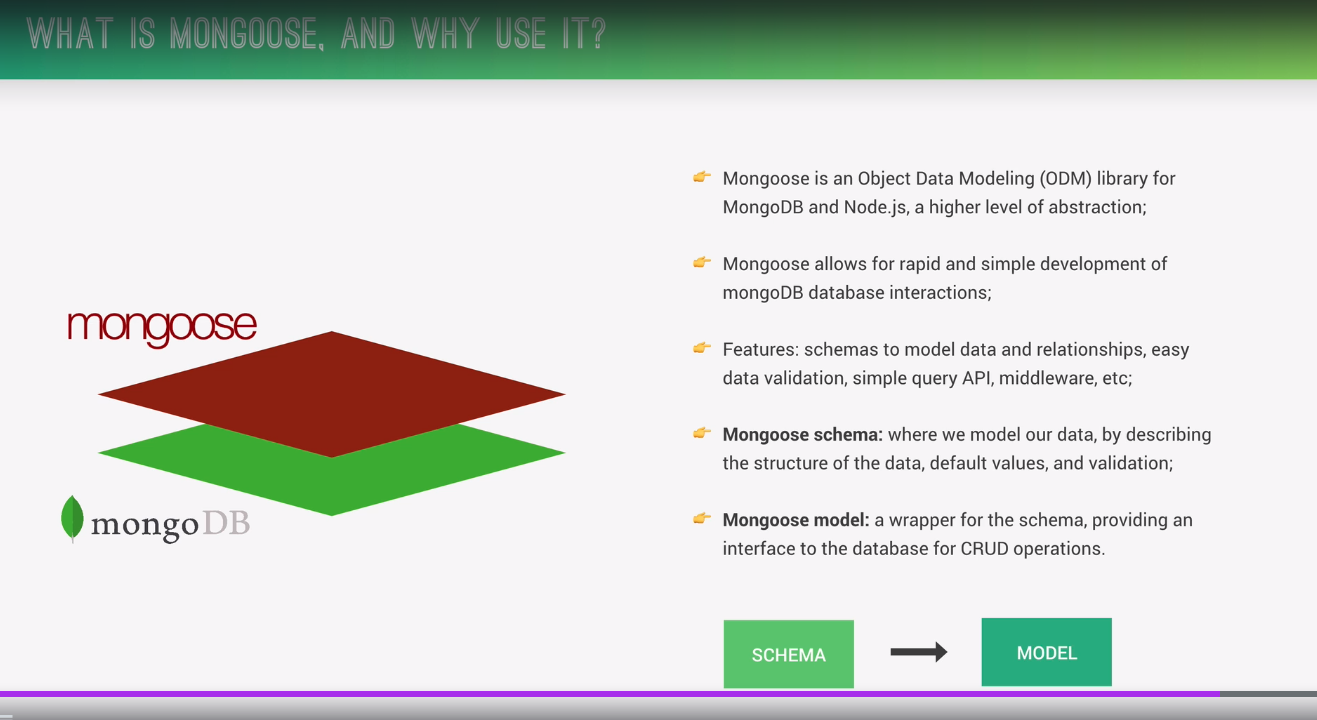 WHAT IS MONGOOSE, AND WHY USE IT?
mongoose
mongoDB
👉 Mongoose is an Object Data Modeling (ODM) library for
MongoDB and Node.js, a higher level of abstraction;
👉 Mongoose allows for rapid and simple development of
mongoDB database interactions;
👉 Features: schemas to model data and relationships, easy
data validation, simple query API, middleware, etc;
👉 Mongoose schema: where we model our data, by describing
the structure of the data, default values, and validation;
👉 Mongoose model: a wrapper for the schema, providing an
interface to the database for CRUD operations.
SCHEMA
MODEL